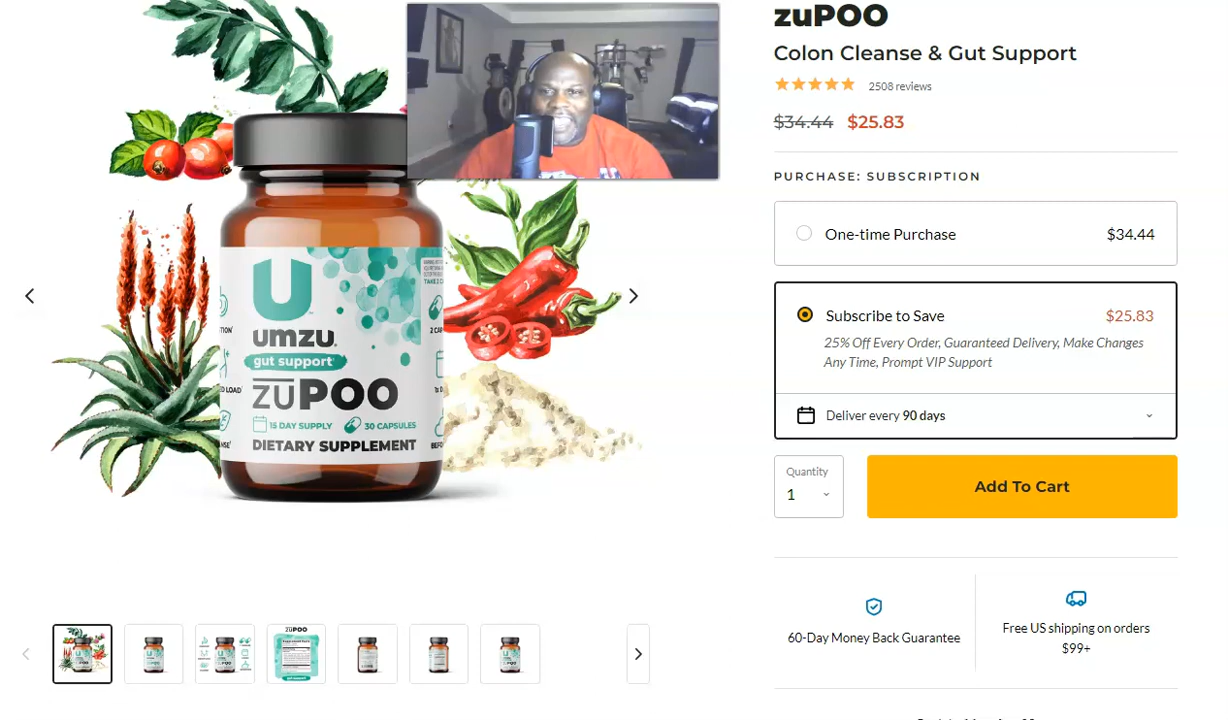 zuPOO
Colon Cleanse & Gut Support
2508 reviews
$34.44 $25.83
PURCHASE: SUBSCRIPTION
One-time Purchase $34.44
Subscribe to Save $25.83
25% Off Every Order, Guaranteed Delivery, Make Changes
Any Time, Prompt VIP Support
Deliver every 90 days
Quantity
1
Add To Cart
60-Day Money Back Guarantee
Free US shipping on orders
$99+
U
umzu
gut support
zuPOO
15 DAY SUPPLY 30 CAPSULES
DIETARY SUPPLEMENT
zuPOO